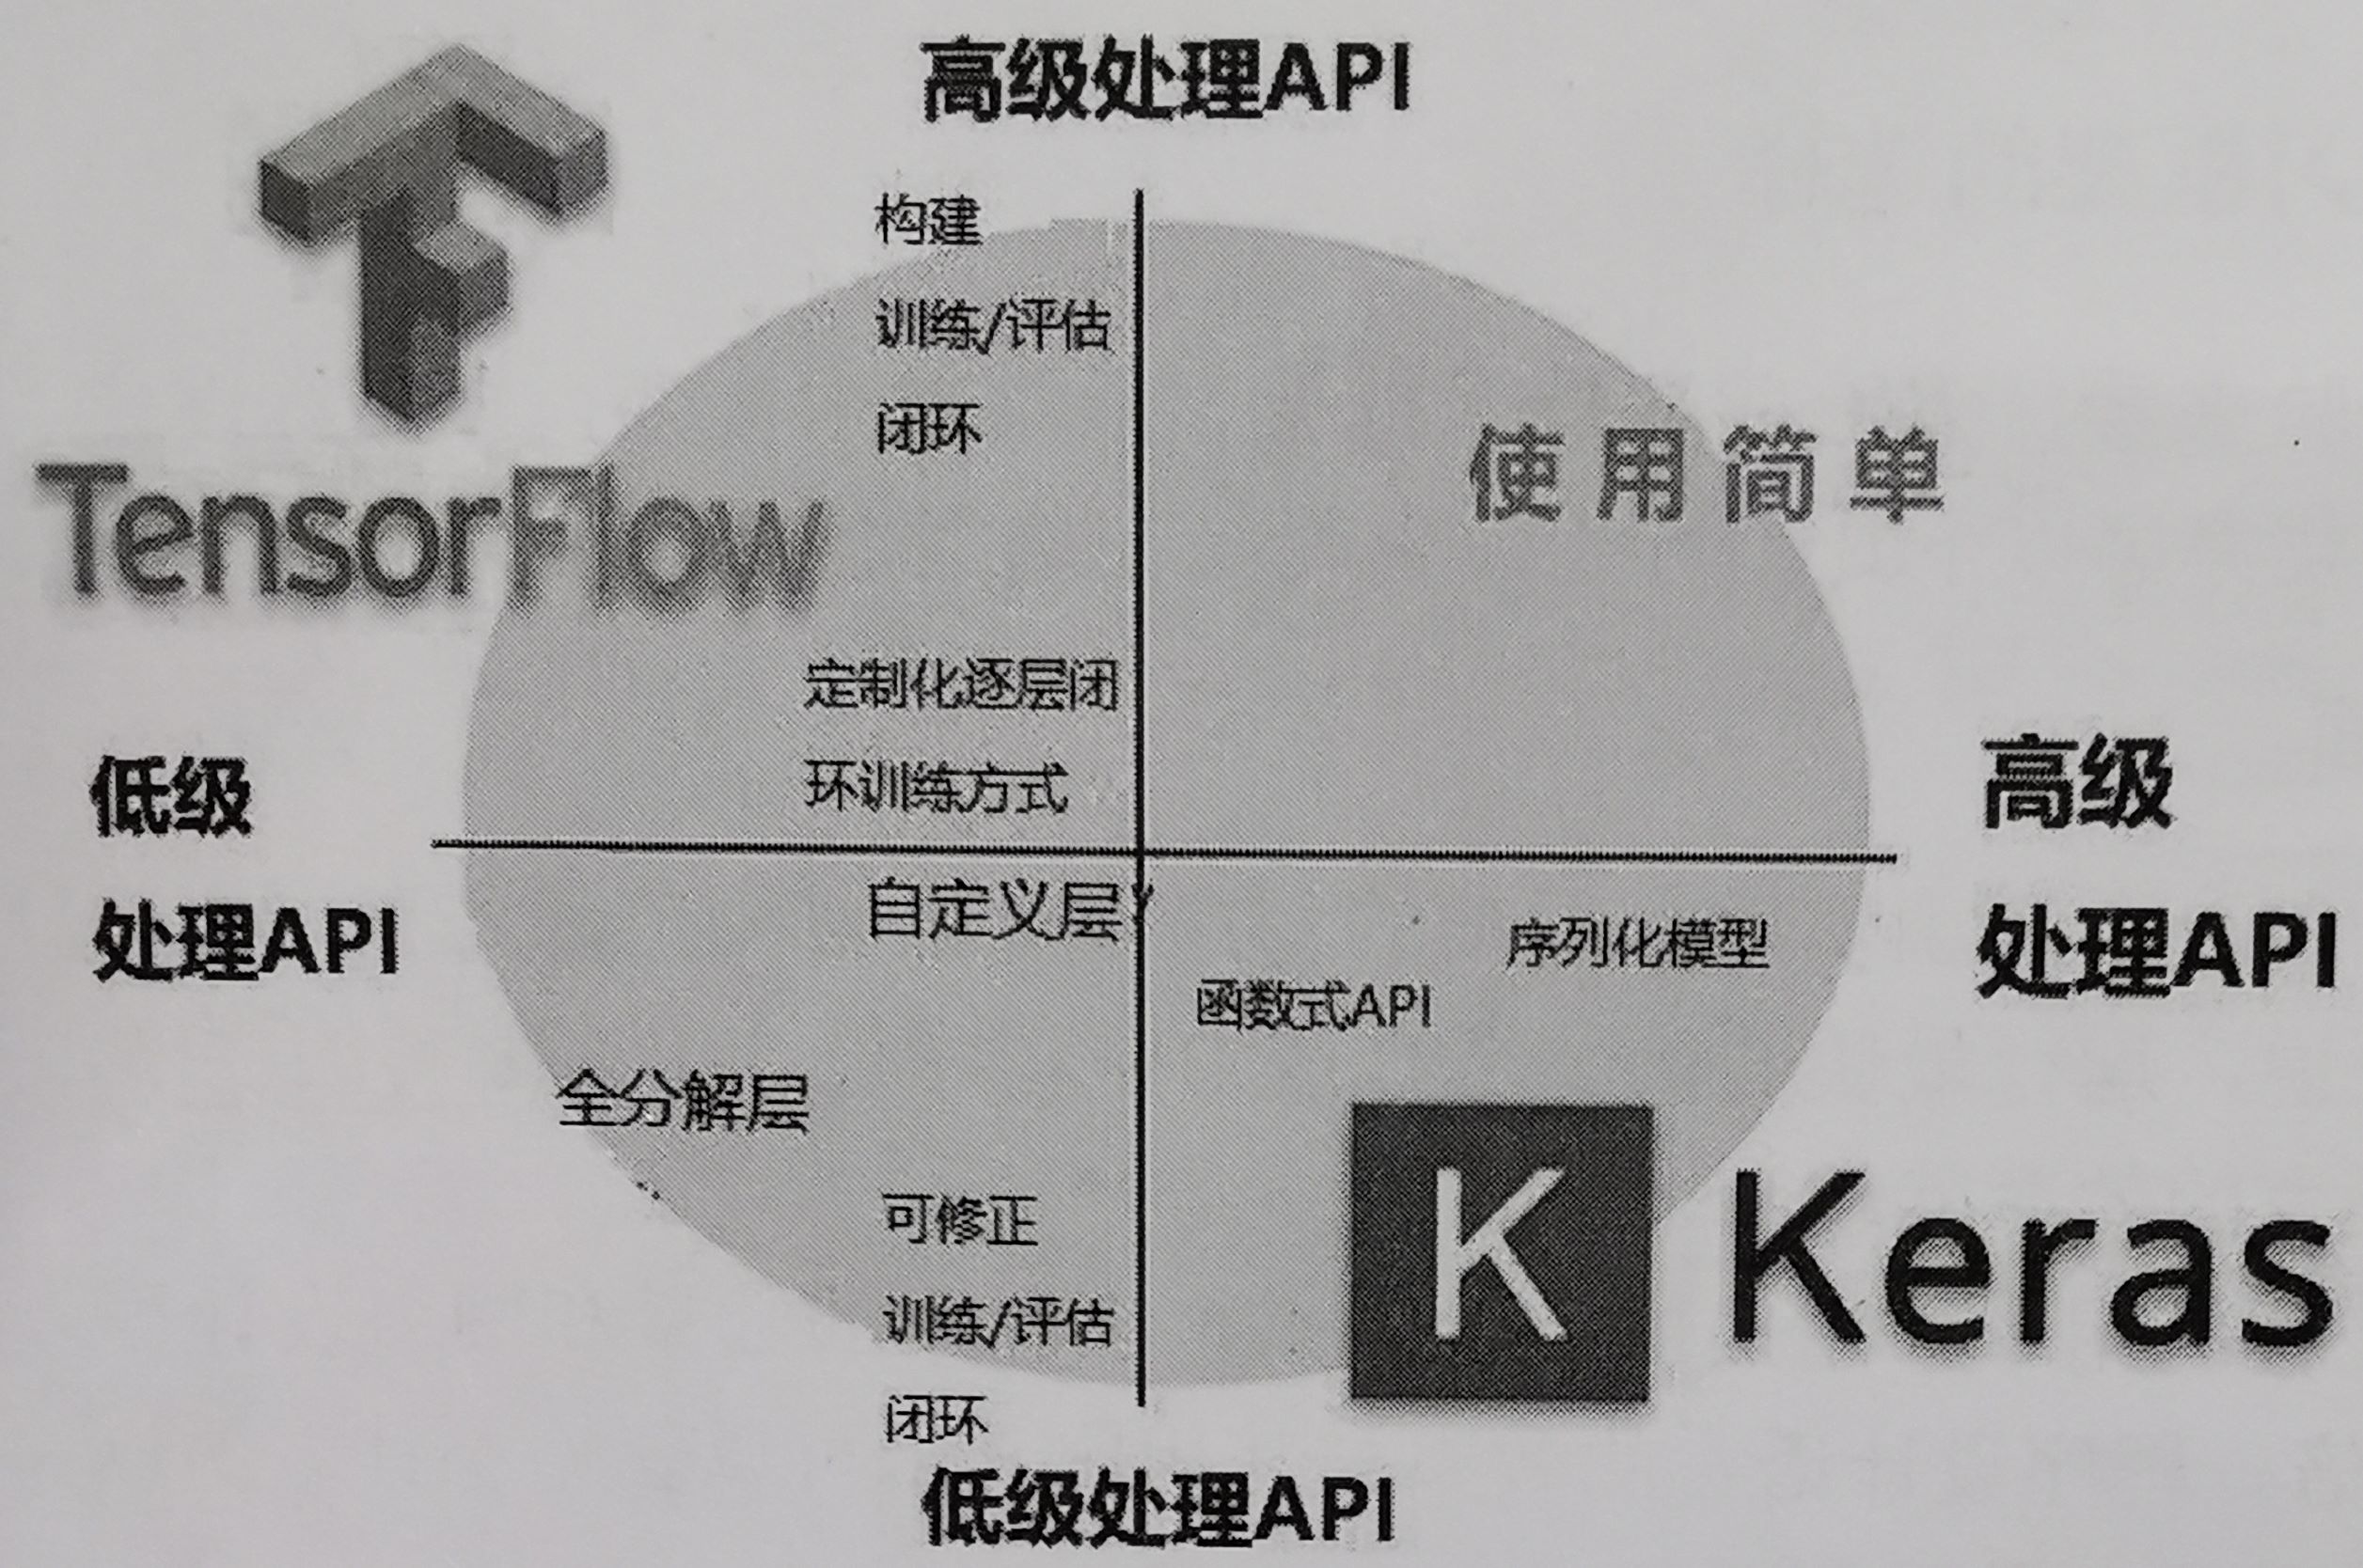 高级处理API
构建
训练/评估
闭环
使用简单
TensorFlow
定制化逐层闭
环训练方式
低级
处理API
高级
处理API
自定义层
序列化模型
函数式API
全分解层
K Keras
可修正
训练/评估
闭环
低级处理API